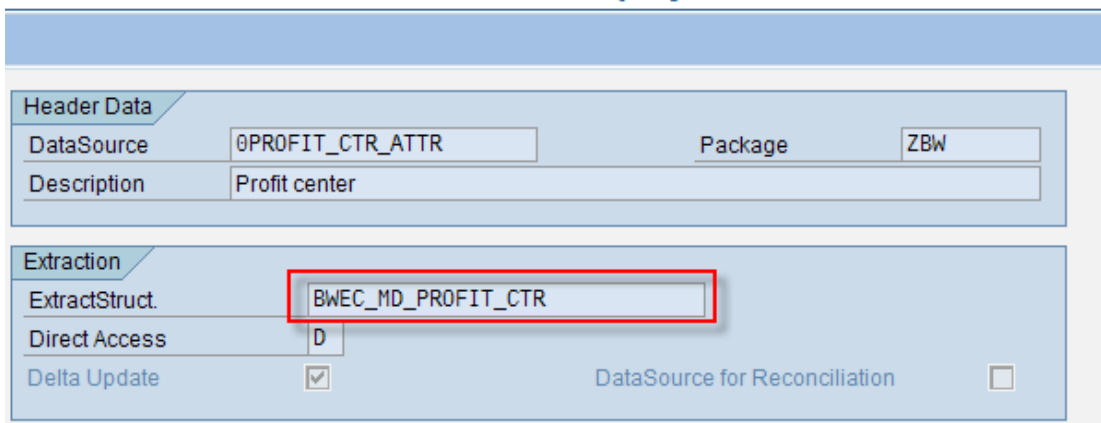 Header Data
DataSource 0PROFIT_CTR_ATTR Package ZBW
Description Profit center
Extraction
ExtractStruct. BWEC_MD_PROFIT_CTR
Direct Access D
Delta Update DataSource for Reconciliation